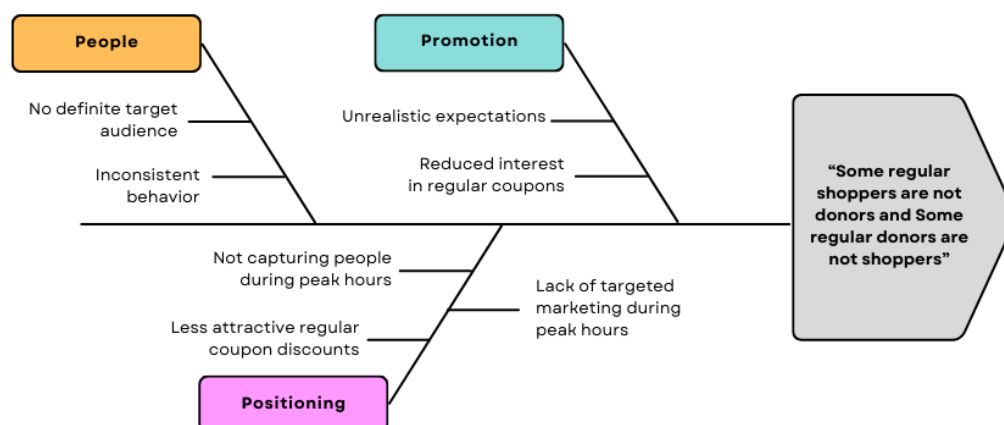 People
Promotion
No definite target
audience
Inconsistent
behavior
Unrealistic expectations
Reduced interest
in regular coupons
“Some regular
shoppers are not
donors and Some
regular donors are
not shoppers”
Not capturing people
during peak hours
Less attractive regular
coupon discounts
Lack of targeted
marketing during
peak hours
Positioning